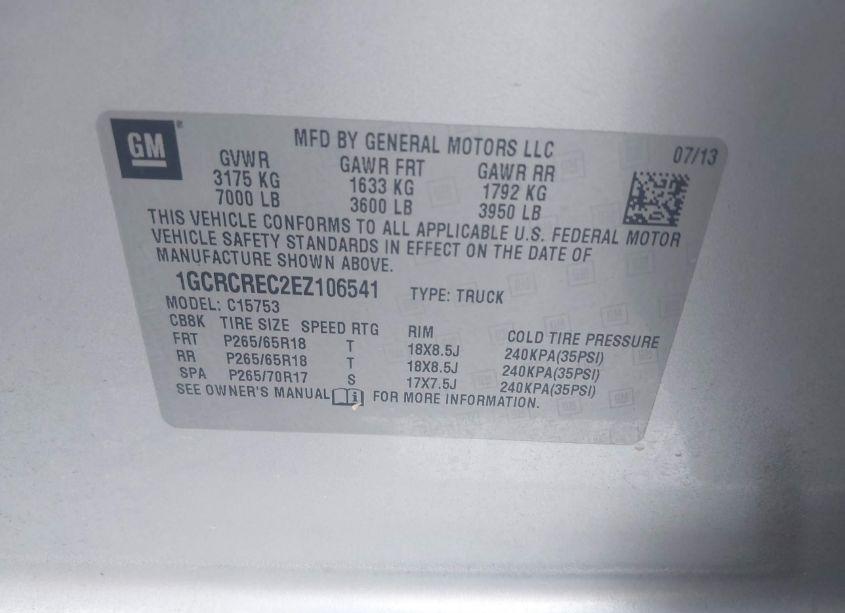 GM
MFD BY GENERAL MOTORS LLC
07/13
GVWR GAWR FRT GAWR RR
3175 KG 1633 KG 1792 KG
7000 LB 3600 LB 3950 LB
THIS VEHICLE CONFORMS TO ALL APPLICABLE U.S. FEDERAL MOTOR
VEHICLE SAFETY STANDARDS IN EFFECT ON THE DATE OF
MANUFACTURE SHOWN ABOVE.
1GCRCREC2EZ106541 TYPE: TRUCK
MODEL: C15753
CB8K TIRE SIZE SPEED RTG RIM COLD TIRE PRESSURE
FRT P265/65R18 T 18X8.5J 240KPA(35PSI)
RR P265/65R18 T 18X8.5J 240KPA(35PSI)
SPA P265/70R17 S 17X7.5J 240KPA(35PSI)
SEE OWNER'S MANUAL FOR MORE INFORMATION.